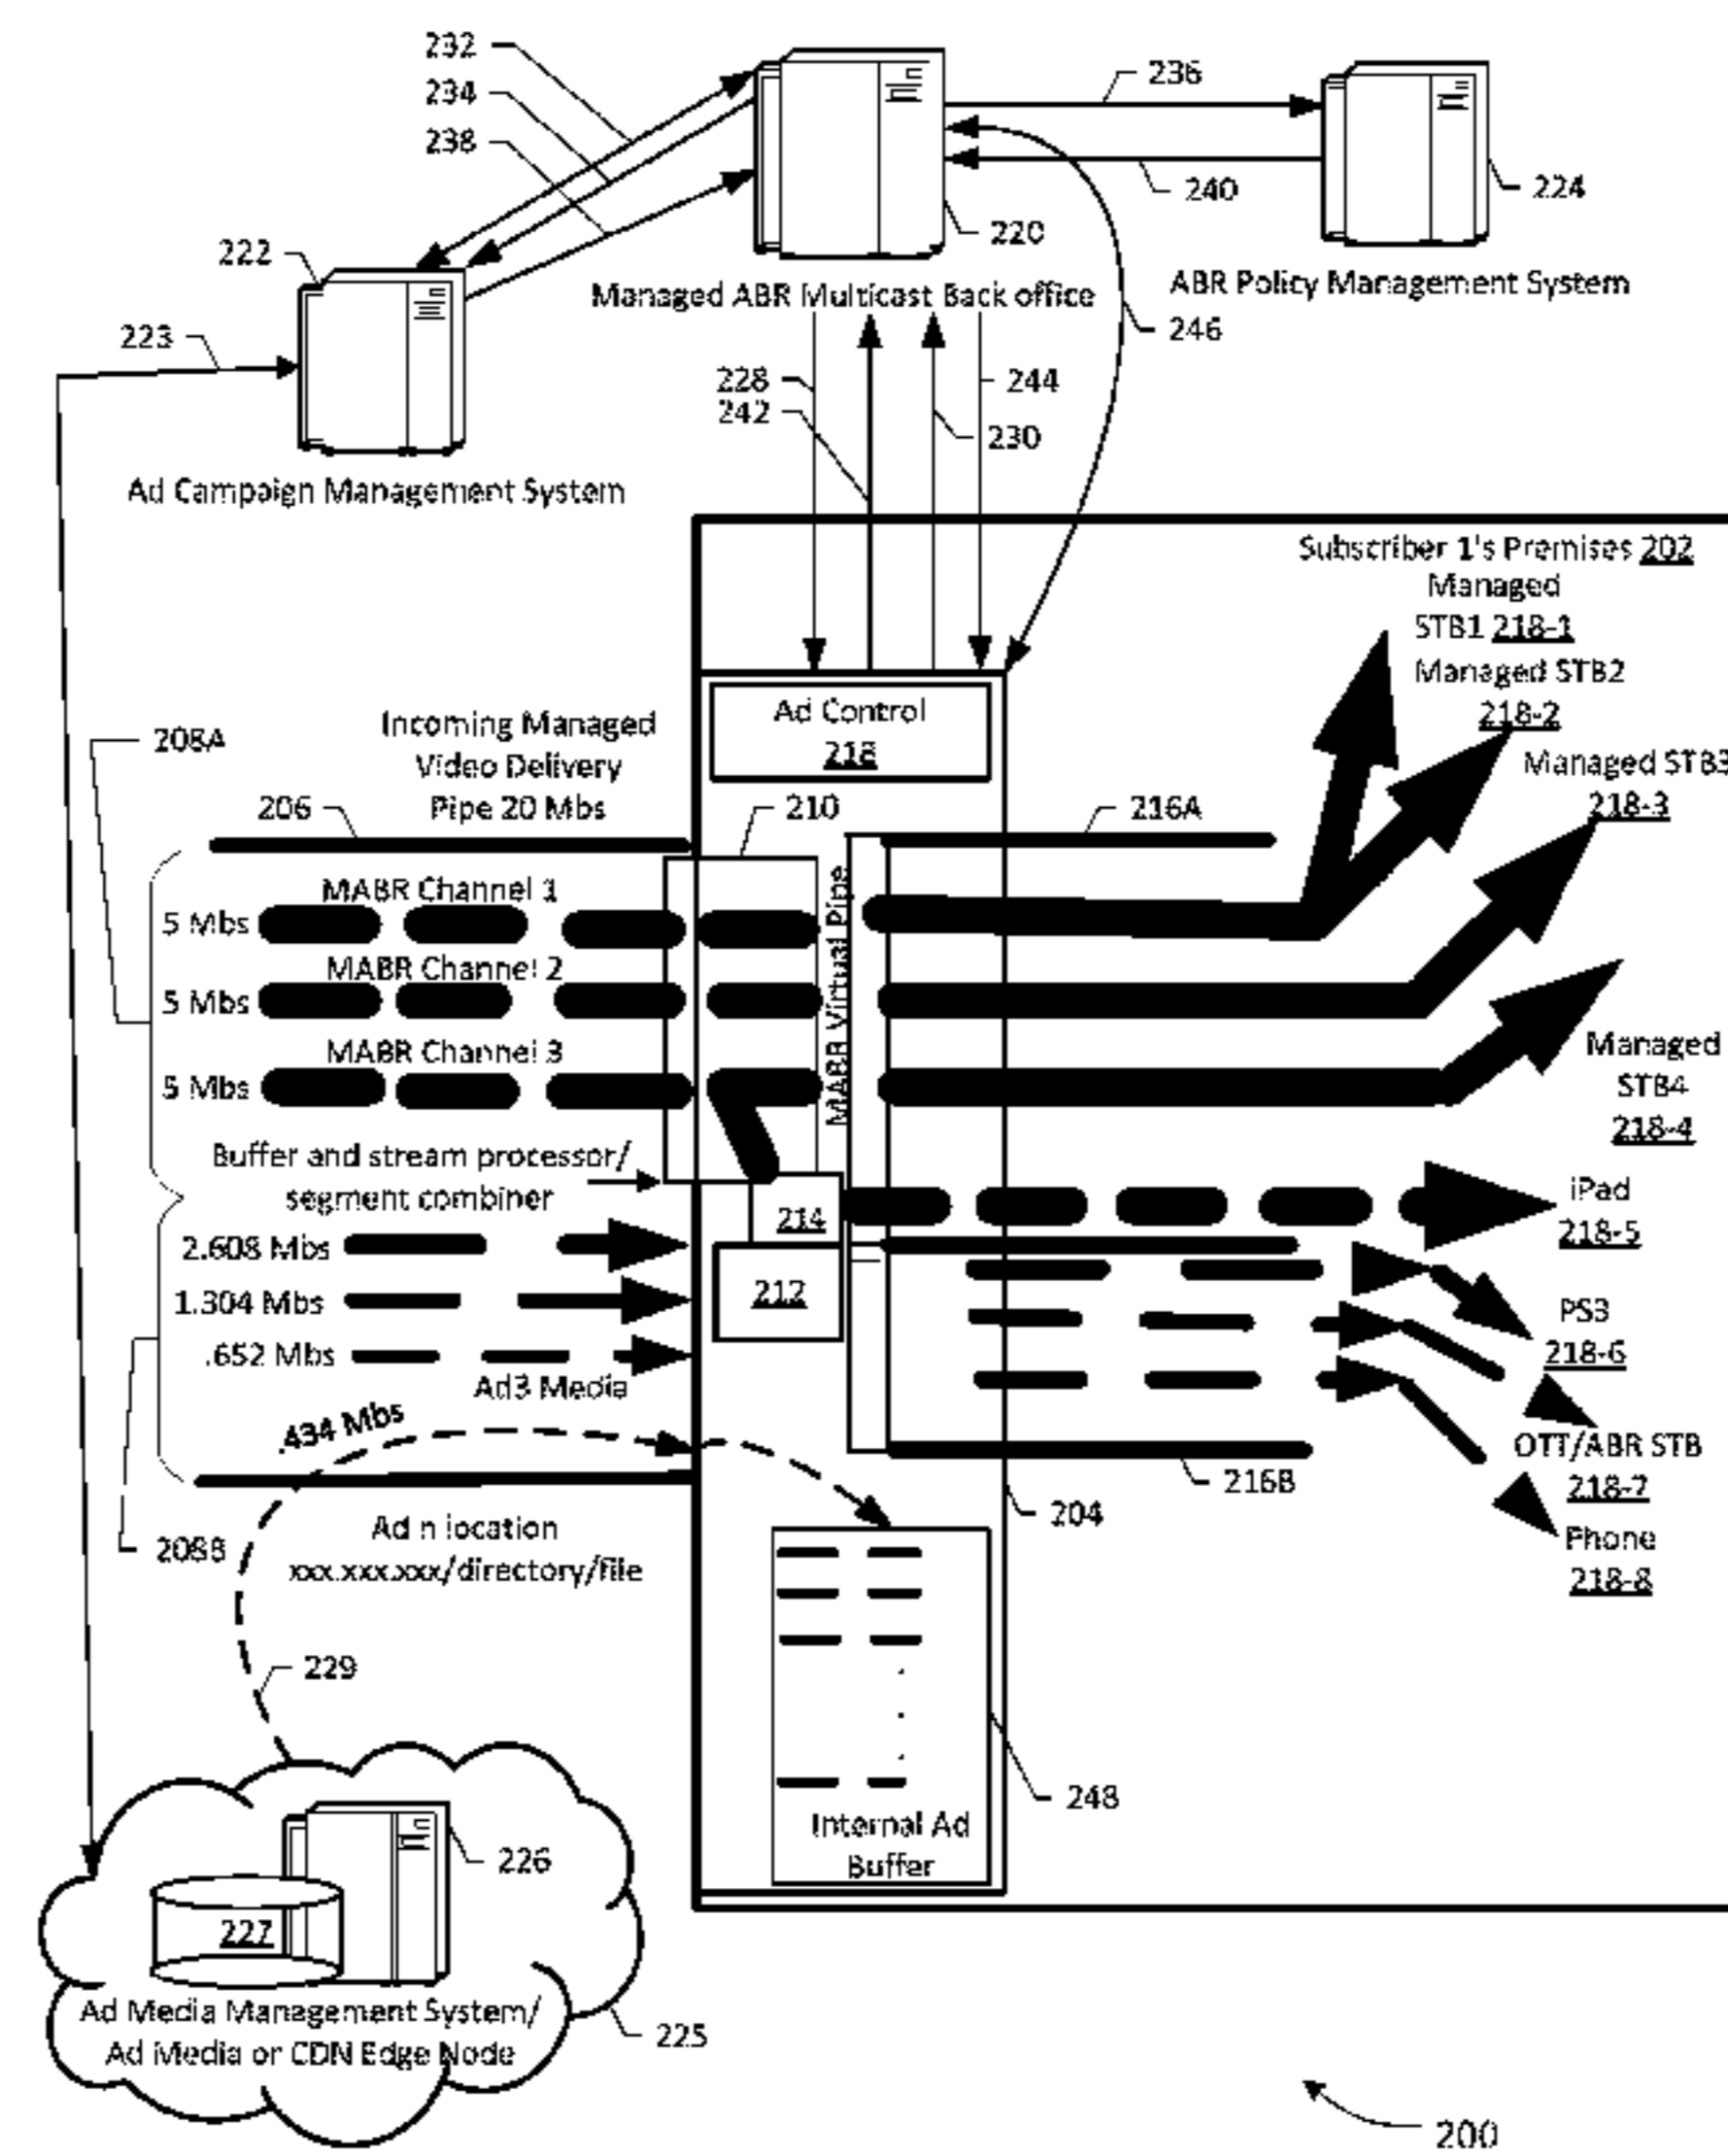 232
234
238
236
240
224
220
222
223
Managed ABR Multicast Back office
ABR Policy Management System
246
228
242
244
230
Ad Campaign Management System
Subscriber 1's Premises 202
Managed
STB1 218-1
Managed STB2
218-2
Managed STB3
218-3
Ad Control
218
Incoming Managed
Video Delivery
Pipe 20 Mbs
208A
206
210
216A
MABR Channel 1
5 Mbs
MABR Channel 2
5 Mbs
MABR Channel 3
5 Mbs
MABR Virtual Pipe
Managed
STB4
218-4
Buffer and stream processor/
segment combiner
214
212
iPad
218-5
2.608 Mbs
1.304 Mbs
.652 Mbs
Ad3 Media
.434 Mbs
PS3
218-6
OTT/ABR STB
218-7
Phone
218-8
216B
204
208B
Ad n location
xxx.xxx.xxx/directory/file
229
248
Internal Ad
Buffer
226
227
Ad Media Management System/
Ad Media or CDN Edge Node
225
200